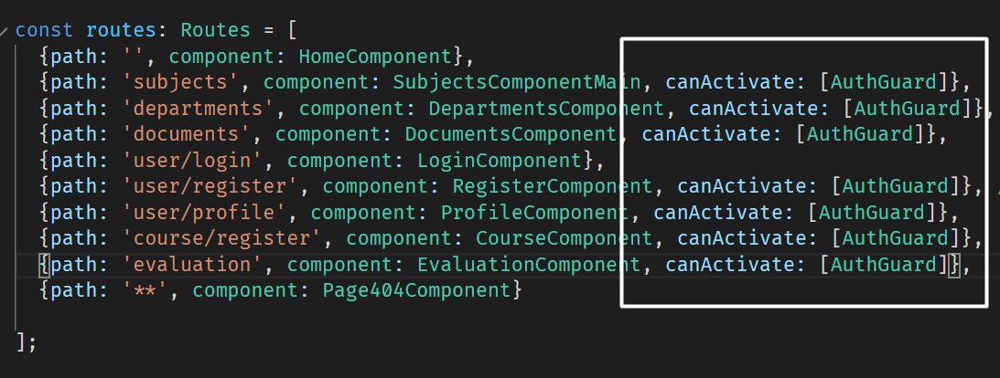 const routes: Routes = [
{path: '', component: HomeComponent},
{path: 'subjects', component: SubjectsComponentMain, canActivate: [AuthGuard]},
{path: 'departments', component: DepartmentsComponent, canActivate: [AuthGuard]},
{path: 'documents', component: DocumentsComponent, canActivate: [AuthGuard]},
{path: 'user/login', component: LoginComponent},
{path: 'user/register', component: RegisterComponent, canActivate: [AuthGuard]},
{path: 'user/profile', component: ProfileComponent, canActivate: [AuthGuard]},
{path: 'course/register', component: CourseComponent, canActivate: [AuthGuard]},
{path: 'evaluation', component: EvaluationComponent, canActivate: [AuthGuard]},
{path: '**', component: Page404Component}
];